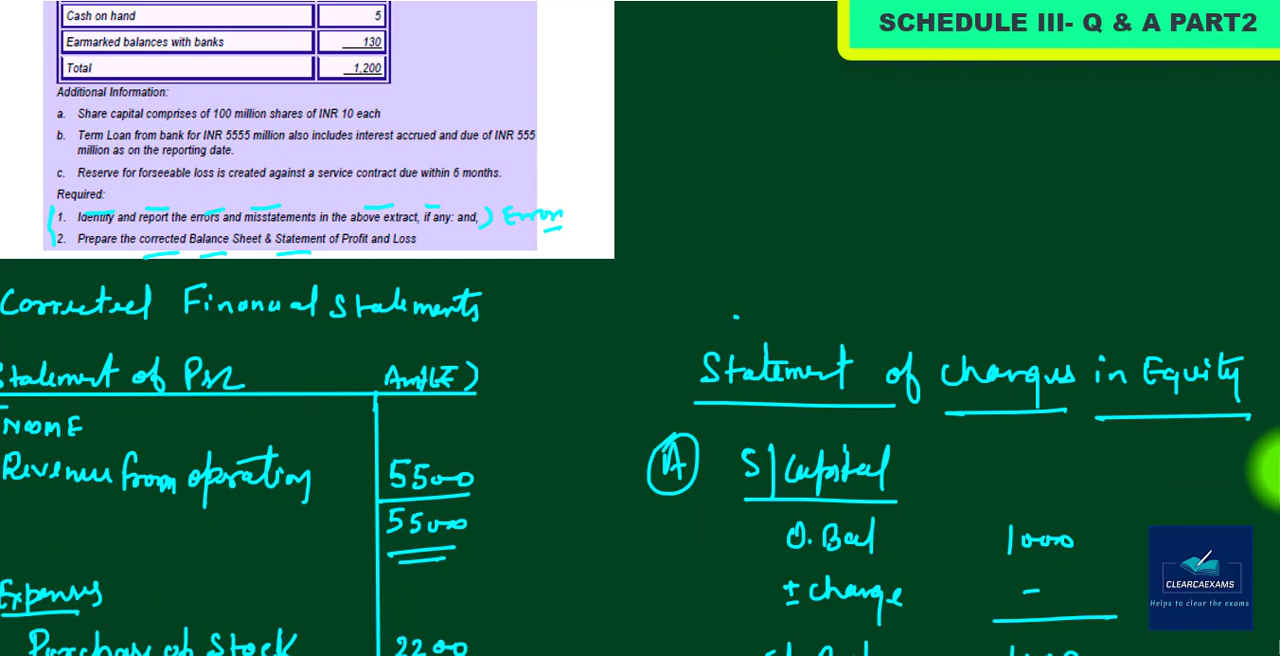 SCHEDULE III- Q & A PART2
Cash on hand 5
Earmarked balances with banks 130
Total 1,200
Additional Information:
a. Share capital comprises of 100 million shares of INR 10 each
b. Term Loan from bank for INR 5555 million also includes interest accrued and due of INR 555
million as on the reporting date.
c. Reserve for forseeable loss is created against a service contract due within 6 months.
Required:
1. Identify and report the errors and misstatements in the above extract, if any: and, ) Error
2. Prepare the corrected Balance Sheet & Statement of Profit and Loss
Corrected Financial Statements
Statement of P&L
INCOME
Revenue from operating 5500
5500
Expenses
Purchase of Stock 2200
Statement of changes in Equity
A S/Capital
O. Bal 1000
± change -
CLEARCAEXAMS
Helps to clear the exams